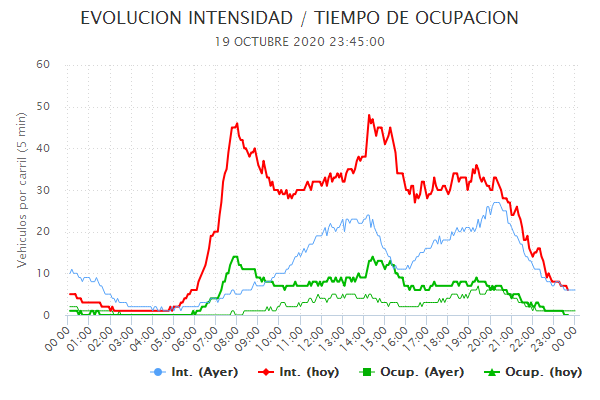 EVOLUCION INTENSIDAD / TIEMPO DE OCUPACION
19 OCTUBRE 2020 23:45:00
Vehiculos por carril (5 min)
60
50
40
30
20
10
0
00:00 01:00 02:00 03:00 04:00 05:00 06:00 07:00 08:00 09:00 10:00 11:00 12:00 13:00 14:00 15:00 16:00 17:00 18:00 19:00 20:00 21:00 22:00 23:00 00:00
Int. (Ayer) Int. (hoy) Ocup. (Ayer) Ocup. (hoy)